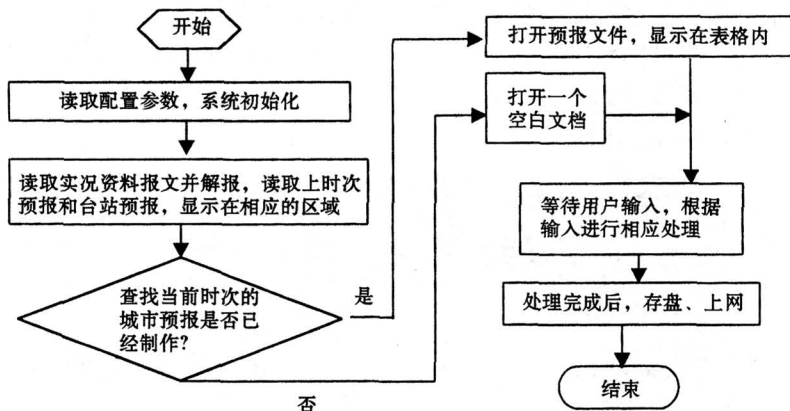 开始
读取配置参数，系统初始化
读取实况资料报文并解报，读取上时次
预报和台站预报，显示在相应的区域
查找当前时次的
城市预报是否已
经制作？
是
否
打开预报文件，显示在表格内
打开一个
空白文档
等待用户输入，根据
输入进行相应处理
处理完成后，存盘、上网
结束